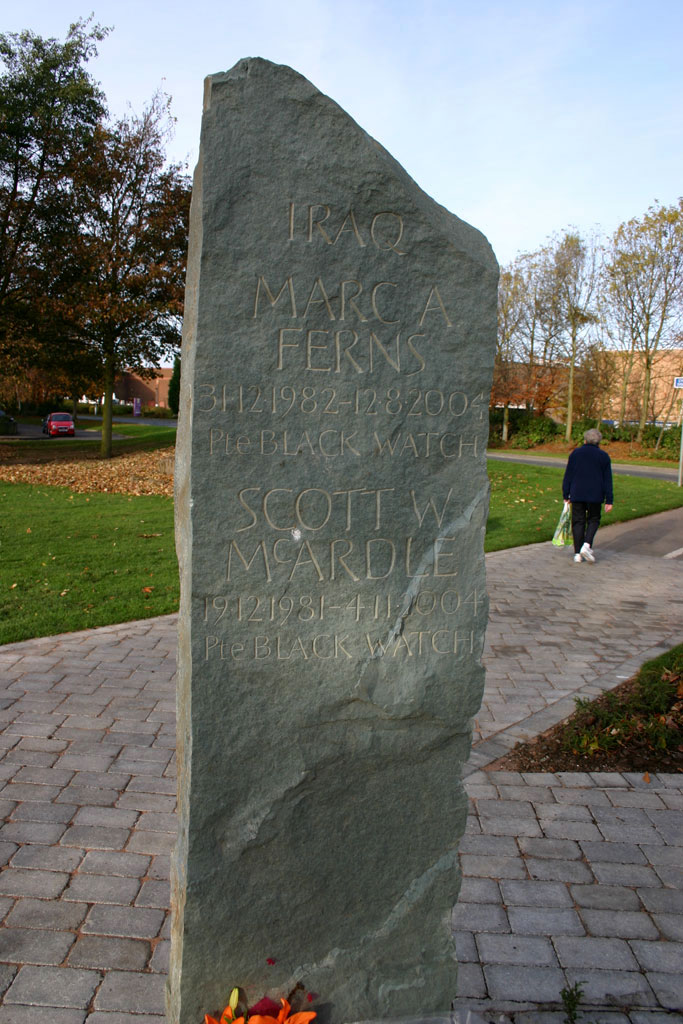 IRAQ
MARC A
FERNS
31·12·1982–12·8·2004
Pte BLACK WATCH
SCOTT W
McARDLE
19·12·1981–4·11·2004
Pte BLACK WATCH